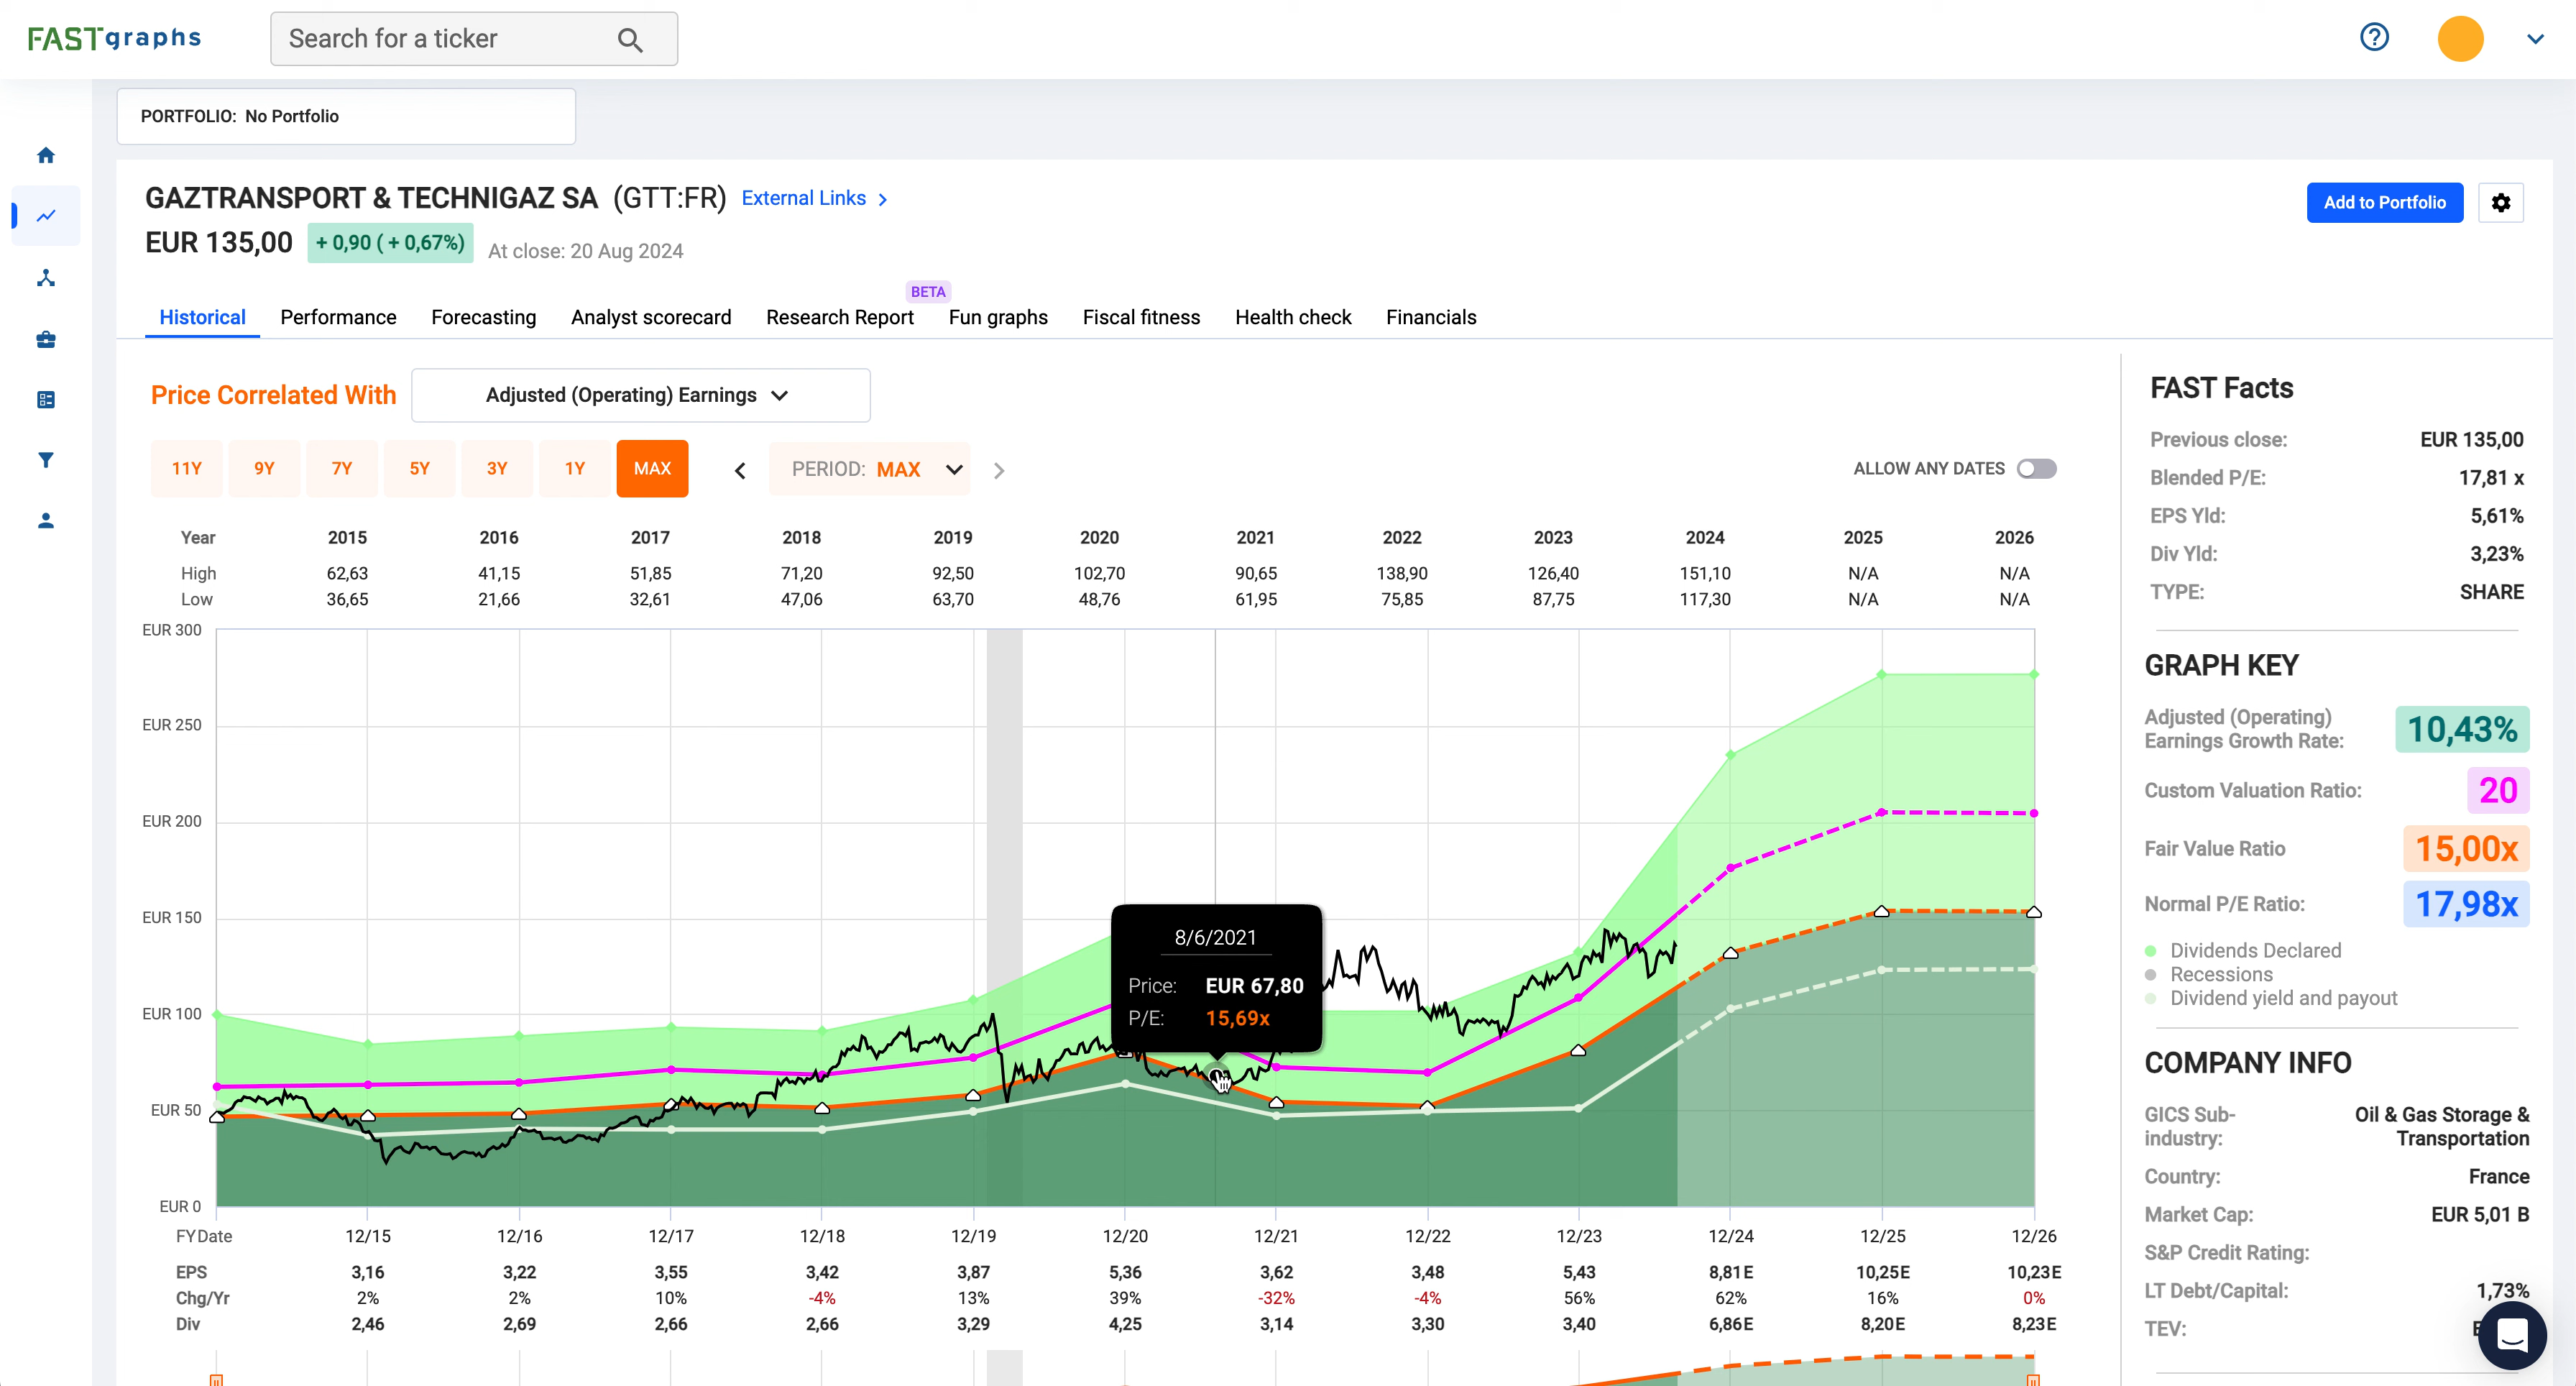 FASTgraphs
Search for a ticker
PORTFOLIO: No Portfolio
GAZTRANSPORT & TECHNIGAZ SA (GTT:FR) External Links
EUR 135,00 + 0,90 ( + 0,67%) At close: 20 Aug 2024
Add to Portfolio
BETA
Historical Performance Forecasting Analyst scorecard Research Report Fun graphs Fiscal fitness Health check Financials
Price Correlated With Adjusted (Operating) Earnings
11Y 9Y 7Y 5Y 3Y 1Y MAX PERIOD: MAX ALLOW ANY DATES
Year 2015 2016 2017 2018 2019 2020 2021 2022 2023 2024 2025 2026
High 62,63 41,15 51,85 71,20 92,50 102,70 90,65 138,90 126,40 151,10 N/A N/A
Low 36,65 21,66 32,61 47,06 63,70 48,76 61,95 75,85 87,75 117,30 N/A N/A
EUR 300
EUR 250
EUR 200
EUR 150
EUR 100
EUR 50
EUR 0
8/6/2021
Price: EUR 67,80
P/E: 15,69x
FYDate 12/15 12/16 12/17 12/18 12/19 12/20 12/21 12/22 12/23 12/24 12/25 12/26
EPS 3,16 3,22 3,55 3,42 3,87 5,36 3,62 3,48 5,43 8,81E 10,25E 10,23E
Chg/Yr 2% 2% 10% -4% 13% 39% -32% -4% 56% 62% 16% 0%
Div 2,46 2,69 2,66 2,66 3,29 4,25 3,14 3,30 3,40 6,86E 8,20E 8,23E
FAST Facts
Previous close: EUR 135,00
Blended P/E: 17,81 x
EPS Yld: 5,61%
Div Yld: 3,23%
TYPE: SHARE
GRAPH KEY
Adjusted (Operating)
Earnings Growth Rate: 10,43%
Custom Valuation Ratio: 20
Fair Value Ratio 15,00x
Normal P/E Ratio: 17,98x
Dividends Declared
Recessions
Dividend yield and payout
COMPANY INFO
GICS Sub-
industry: Oil & Gas Storage &
Transportation
Country: France
Market Cap: EUR 5,01 B
S&P Credit Rating:
LT Debt/Capital: 1,73%
TEV: